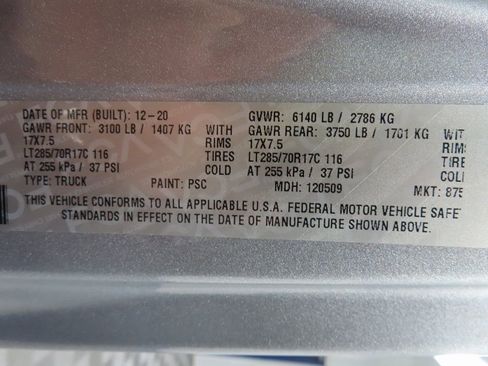 DATE OF MFR (BUILT): 12-20 GVWR: 6140 LB / 2786 KG
GAWR FRONT: 3100 LB / 1407 KG WITH GAWR REAR: 3750 LB / 1701 KG WIT
17X7.5 RIMS 17X7.5 RIMS
LT285/70R17C 116 TIRES LT285/70R17C 116 TIRE
AT 255 kPa / 37 PSI COLD AT 255 kPa / 37 PSI COL
TYPE: TRUCK PAINT: PSC MDH: 120509 MKT: 875
THIS VEHICLE CONFORMS TO ALL APPLICABLE U.S.A. FEDERAL MOTOR VEHICLE SAFE
STANDARDS IN EFFECT ON THE DATE OF MANUFACTURE SHOWN ABOVE.